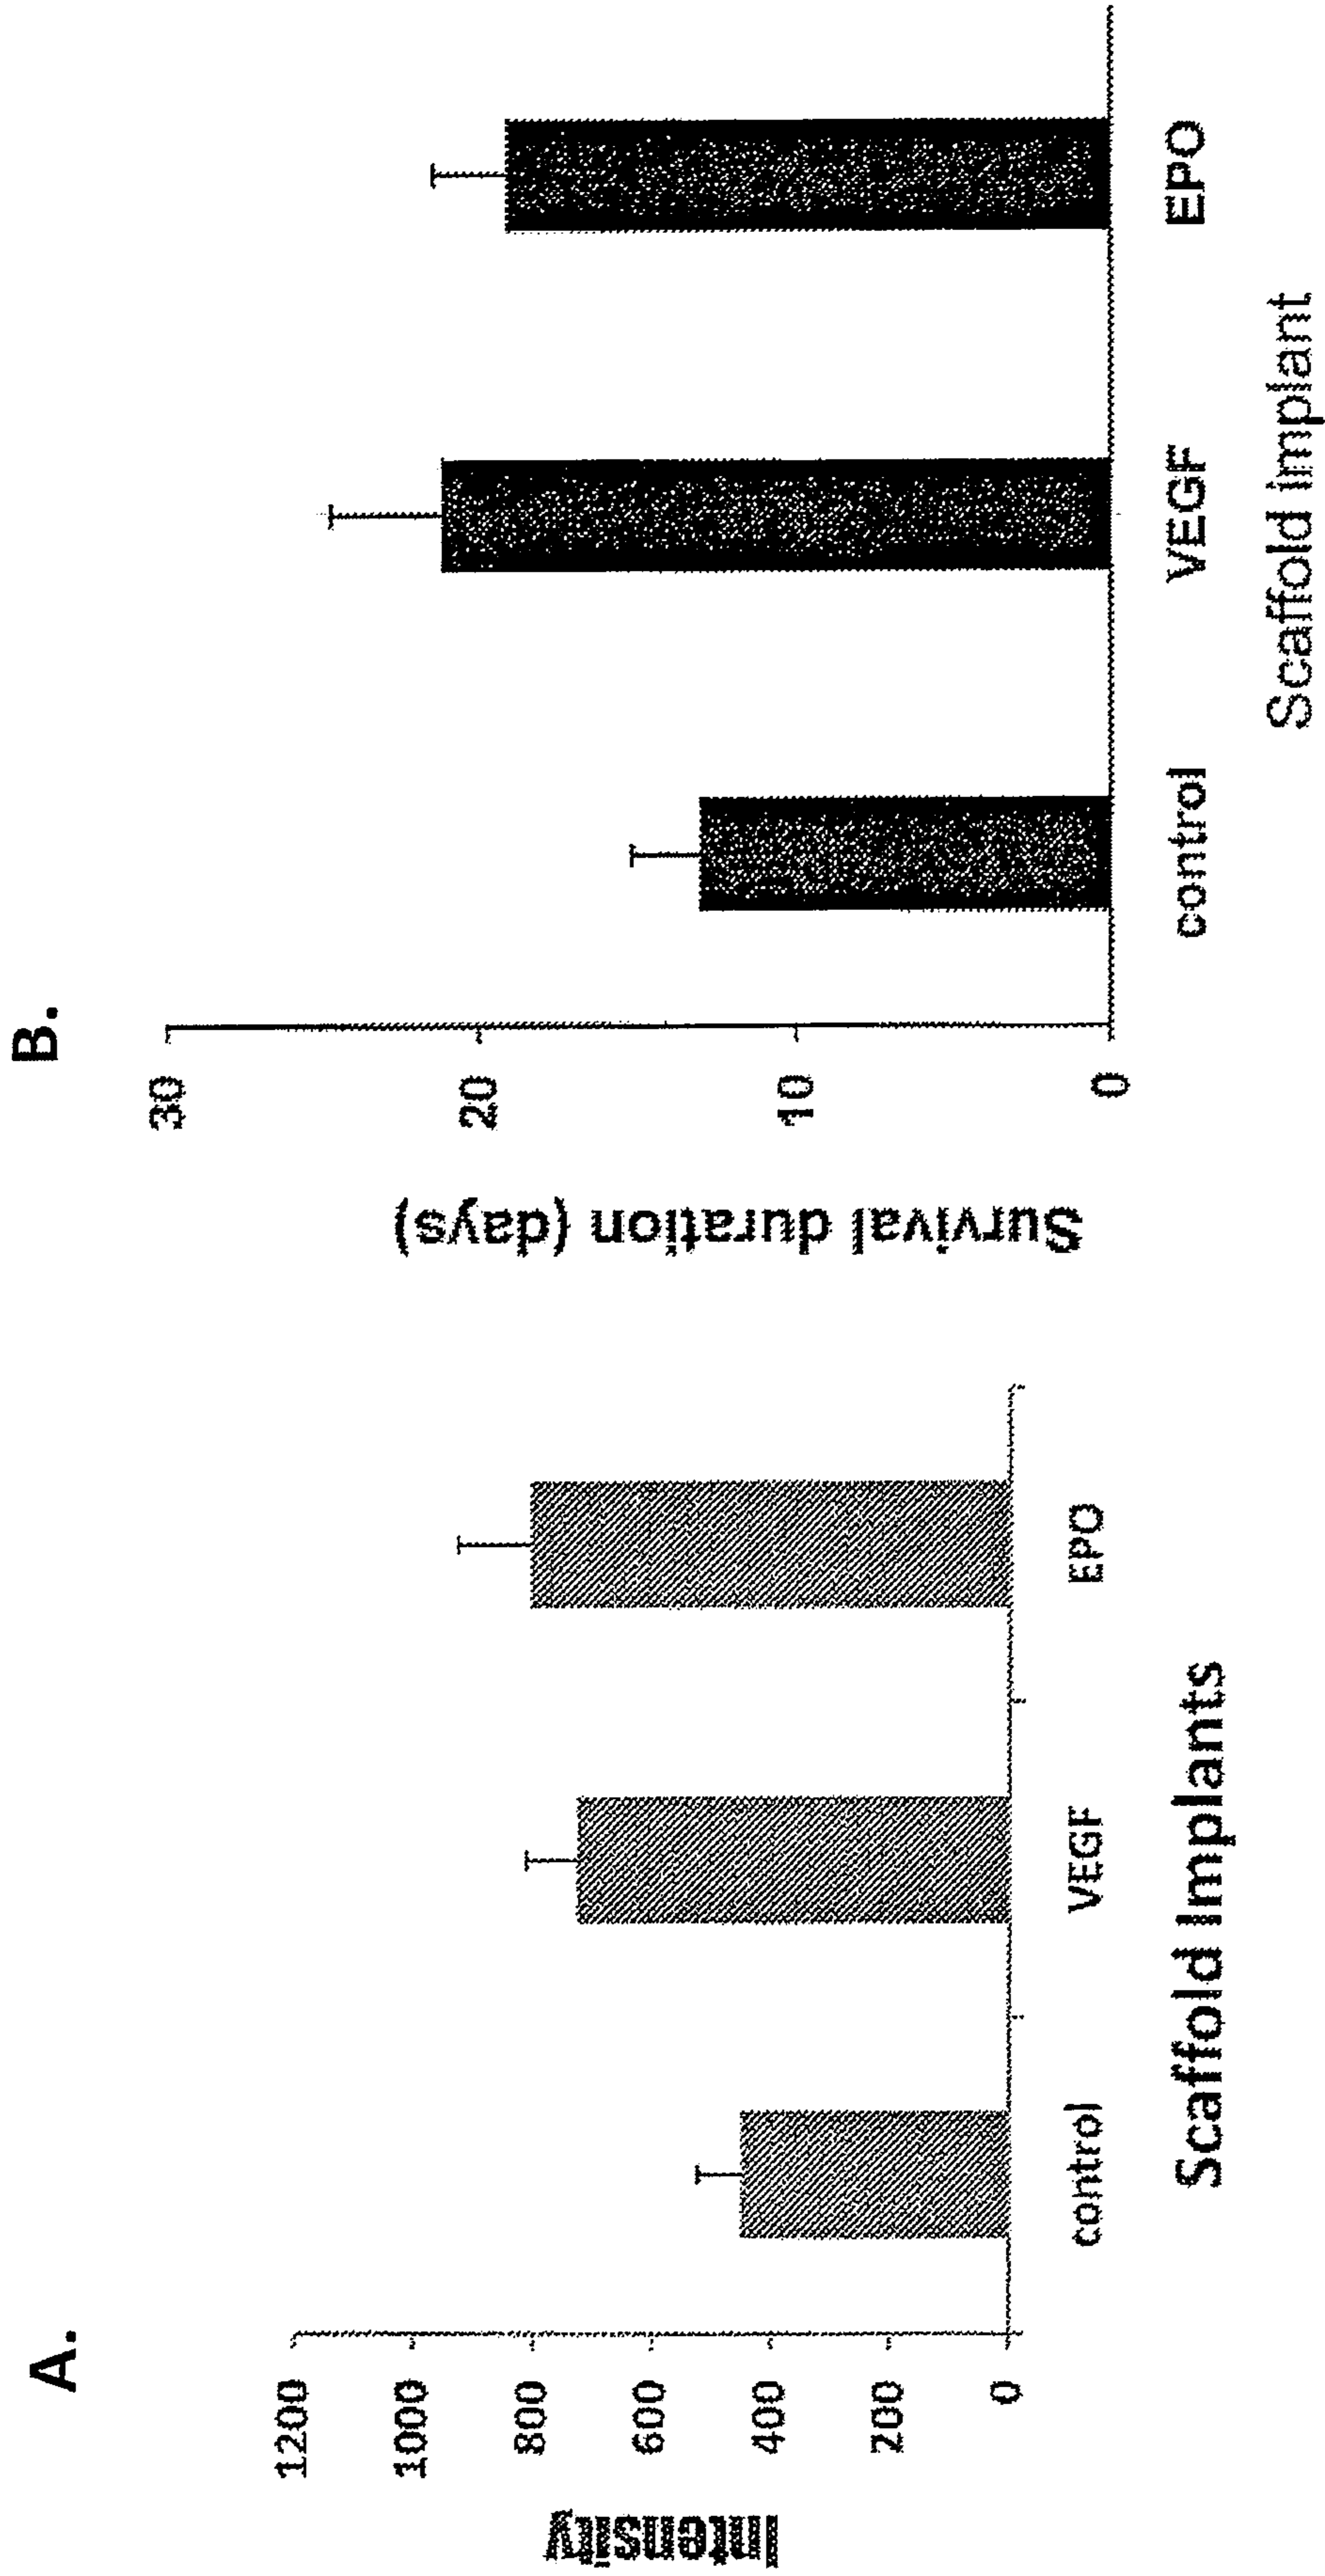 A.
Intensity
1200
1000
800
600
400
200
0
control VEGF EPO
Scaffold Implants
B.
Survival duration (days)
30
20
10
0
control VEGF EPO
Scaffold implant